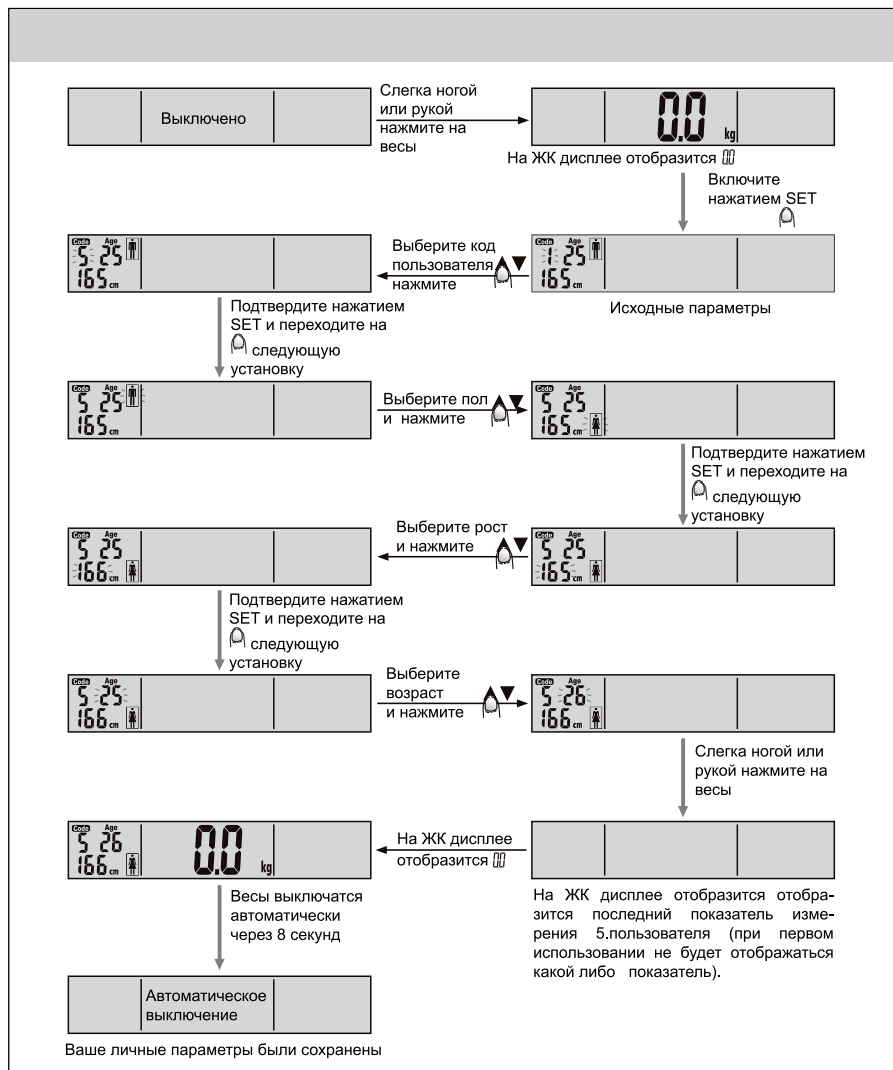 Выключено
Слегка ногой
или рукой
нажмите на
весы
0.0 kg
На ЖК дисплее отобразится 0.0
Включите
нажатием SET
Code Age
1 25
165 cm
Исходные параметры
Выберите код
пользователя
нажмите
Code Age
5 25
165 cm
Подтвердите нажатием
SET и переходите на
следующую
установку
Code Age
5 25
165 cm
Выберите пол
и нажмите
Code Age
5 25
165 cm
Подтвердите нажатием
SET и переходите на
следующую
установку
Code Age
5 25
165 cm
Выберите рост
и нажмите
Code Age
5 25
166 cm
Подтвердите нажатием
SET и переходите на
следующую
установку
Code Age
5 25
166 cm
Выберите
возраст
и нажмите
Code Age
5 26
166 cm
Слегка ногой или
рукой нажмите на
весы
На ЖК дисплее отобразится отобра-
зится последний показатель изме-
рения 5.пользователя (при первом
использовании не будет отображаться
какой либо показатель).
На ЖК дисплее
отобразится 0.0
Code Age
5 26
166 cm
0.0 kg
Весы выключатся
автоматически
через 8 секунд
Автоматическое
выключение
Ваше личные параметры были сохранены